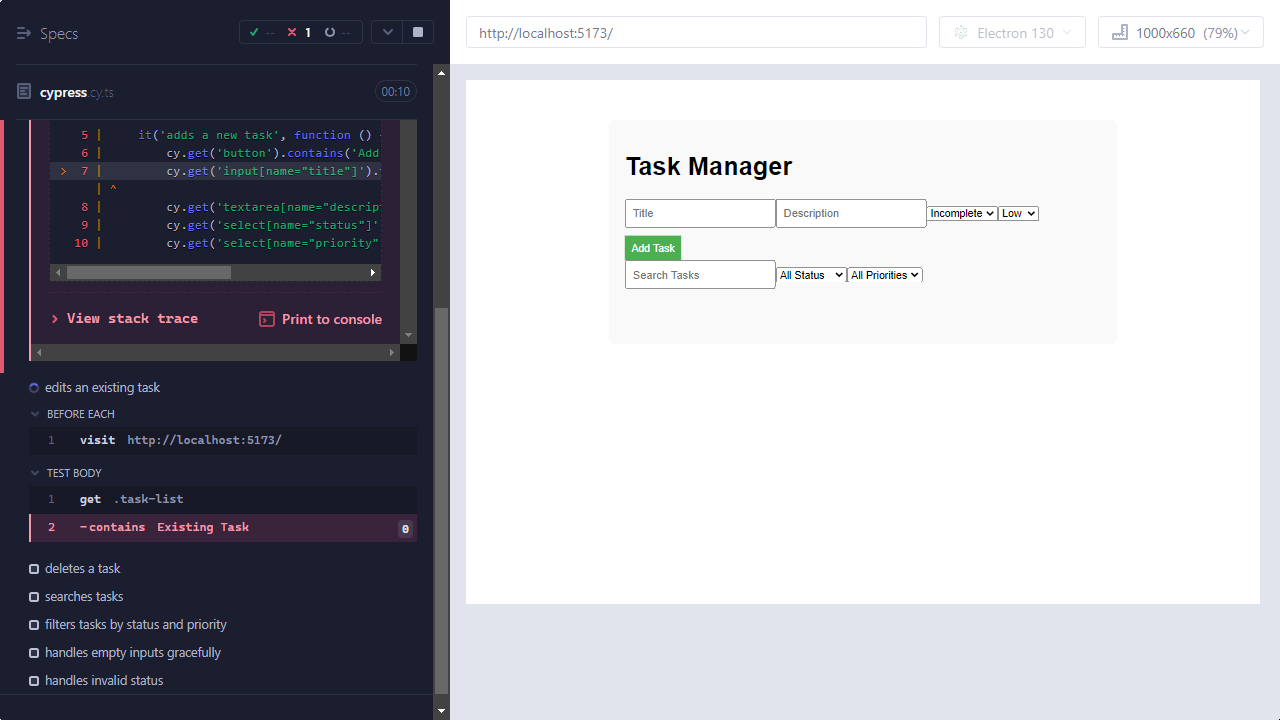 Specs
-- 1 --
cypress.cy.ts 00:10
5 | it('adds a new task', function ()
6 | cy.get('button').contains('Add
> 7 | cy.get('input[name="title"]').
| ^
8 | cy.get('textarea[name="descript
9 | cy.get('select[name="status"]'
10 | cy.get('select[name="priority"
> View stack trace
Print to console
edits an existing task
BEFORE EACH
1 visit http://localhost:5173/
TEST BODY
1 get .task-list
2 -contains Existing Task 0
deletes a task
searches tasks
filters tasks by status and priority
handles empty inputs gracefully
handles invalid status
http://localhost:5173/
Electron 130
1000x660 (79%)
Task Manager
Title Description Incomplete Low
Add Task
Search Tasks All Status All Priorities